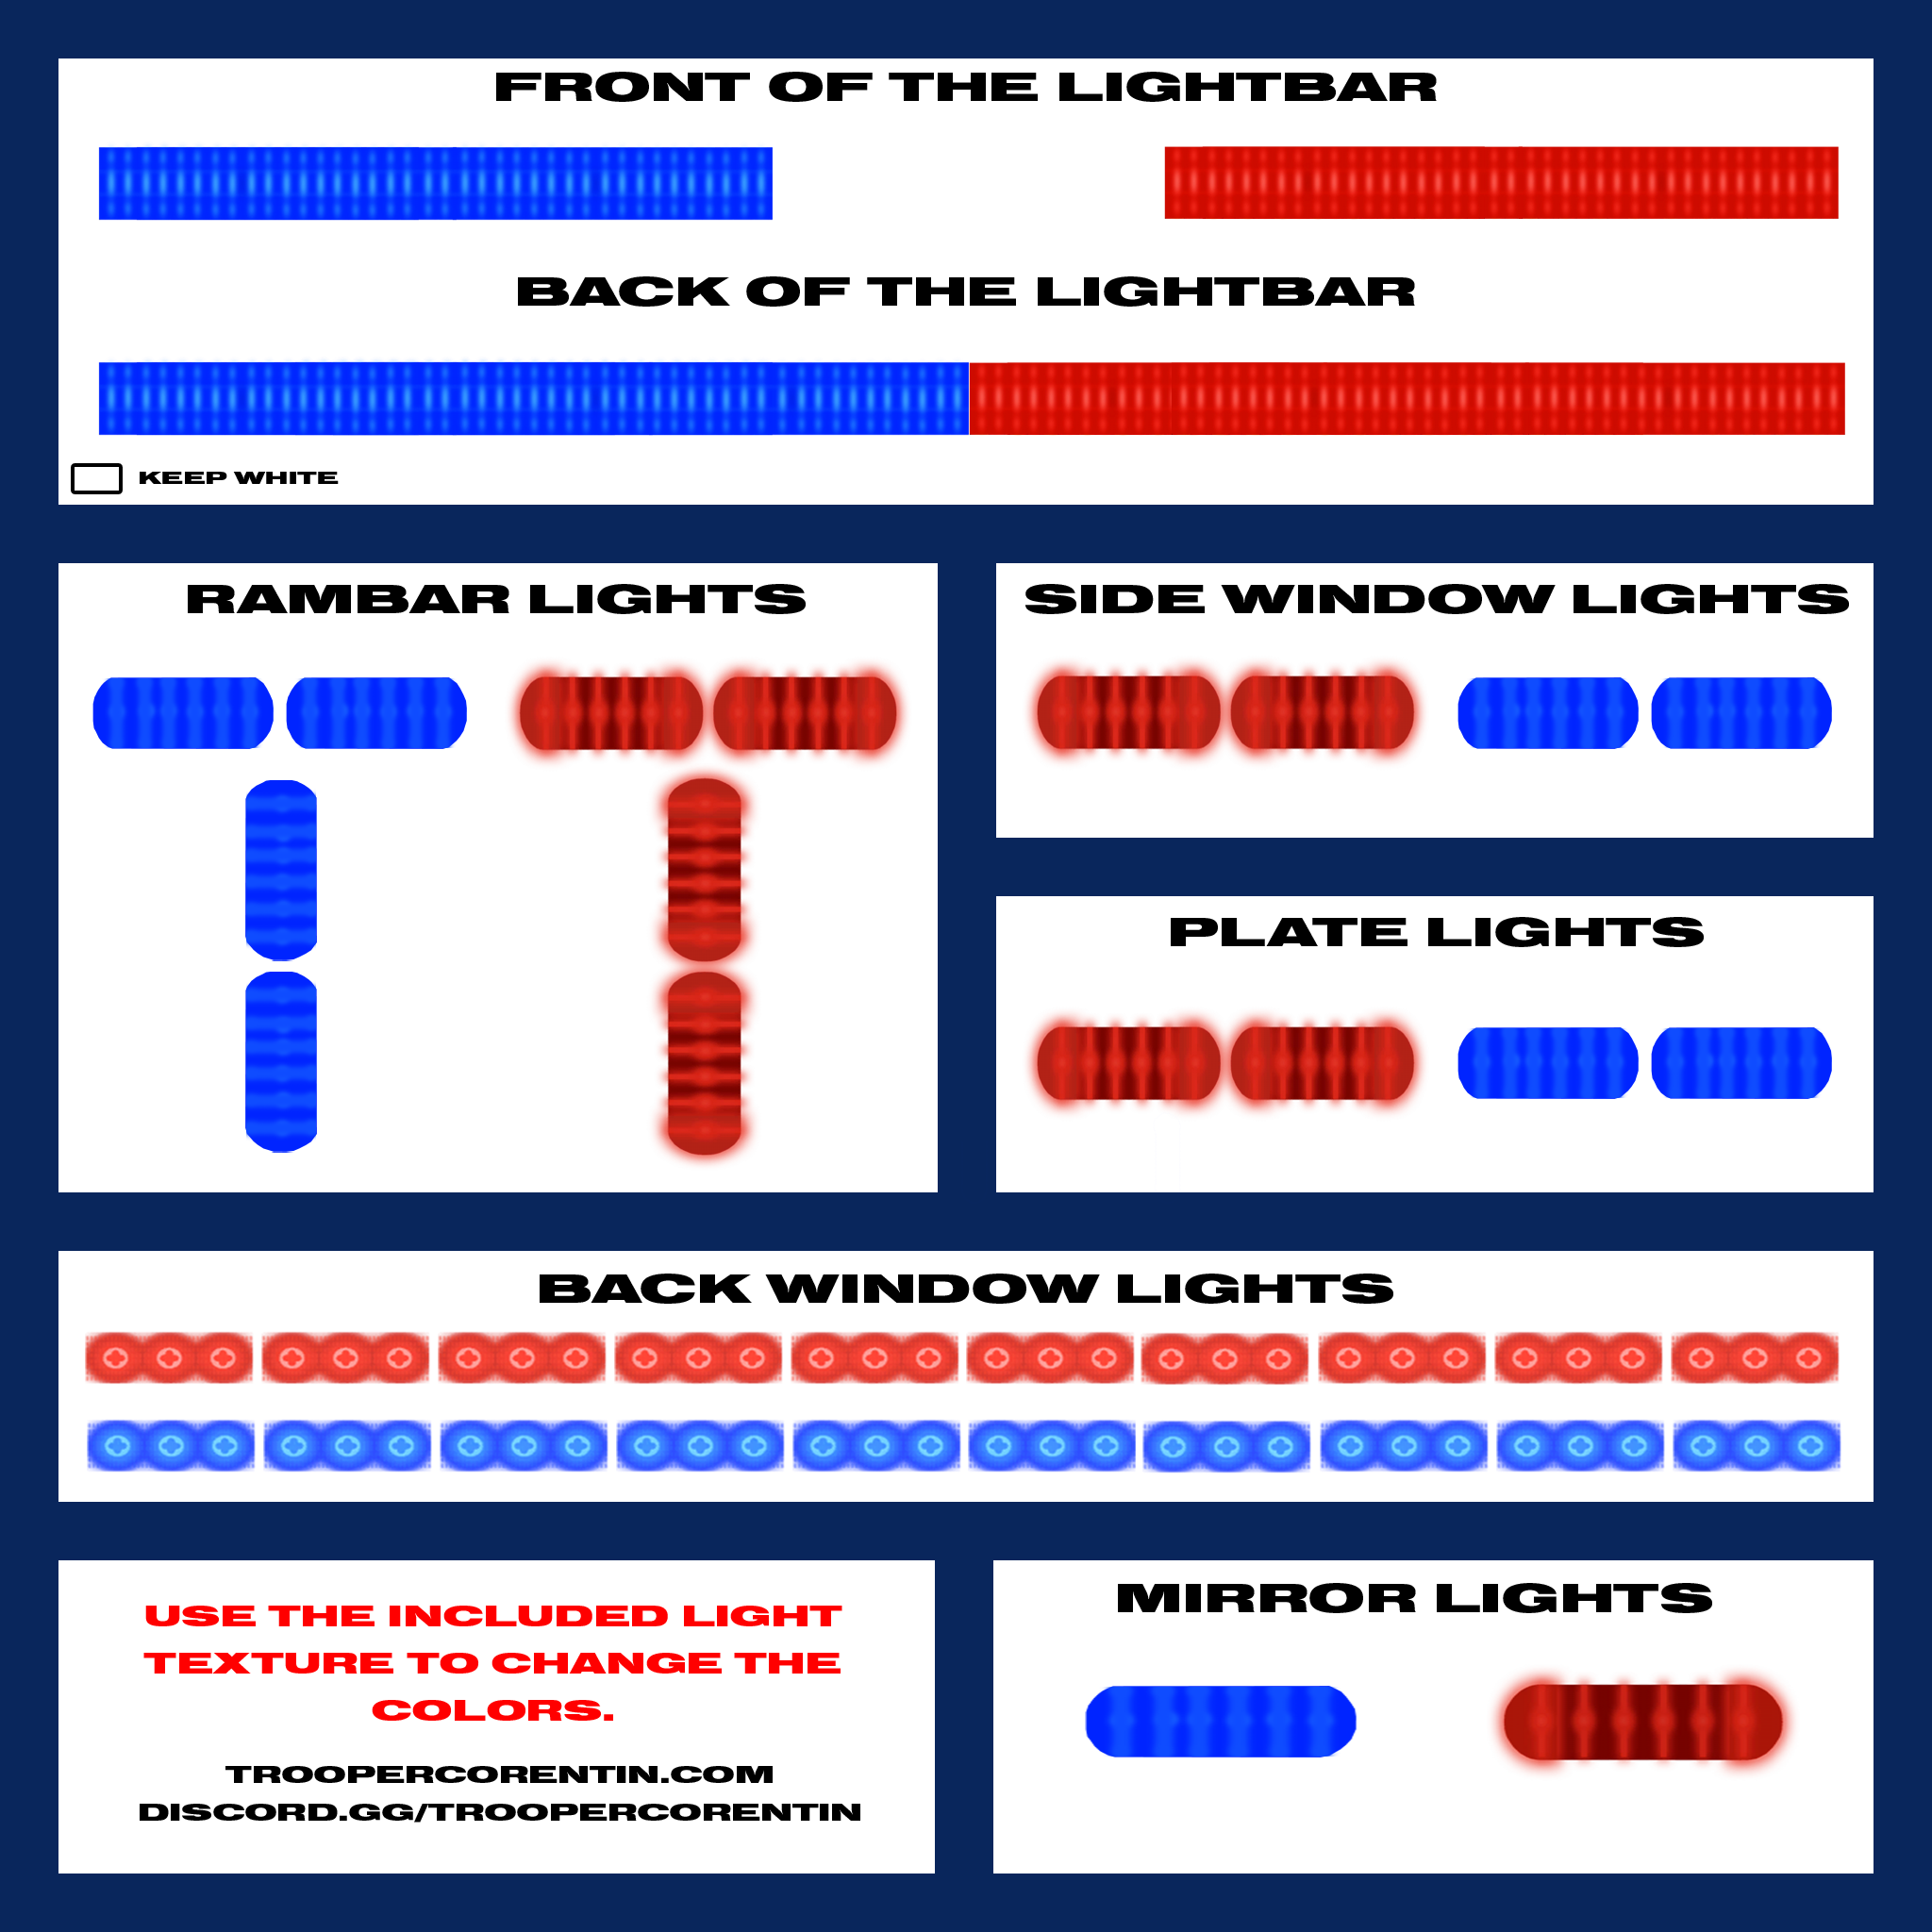 FRONT OF THE LIGHTBAR
BACK OF THE LIGHTBAR
KEEP WHITE
RAMBAR LIGHTS
SIDE WINDOW LIGHTS
PLATE LIGHTS
BACK WINDOW LIGHTS
USE THE INCLUDED LIGHT
TEXTURE TO CHANGE THE
COLORS.
TROOPERCORENTIN.COM
DISCORD.GG/TROOPERCORENTIN
MIRROR LIGHTS